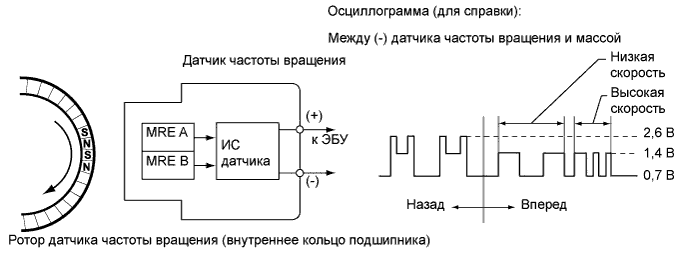 Осциллограмма (для справки):
Между (-) датчика частоты вращения и массой
Датчик частоты вращения
Низкая
скорость
Высокая
скорость
(+)
к ЭБУ
MRE A
MRE B
ИС
датчика
(-)
S
N
S
N
2,6 В
1,4 В
0,7 В
Назад
Вперед
Ротор датчика частоты вращения (внутреннее кольцо подшипника)